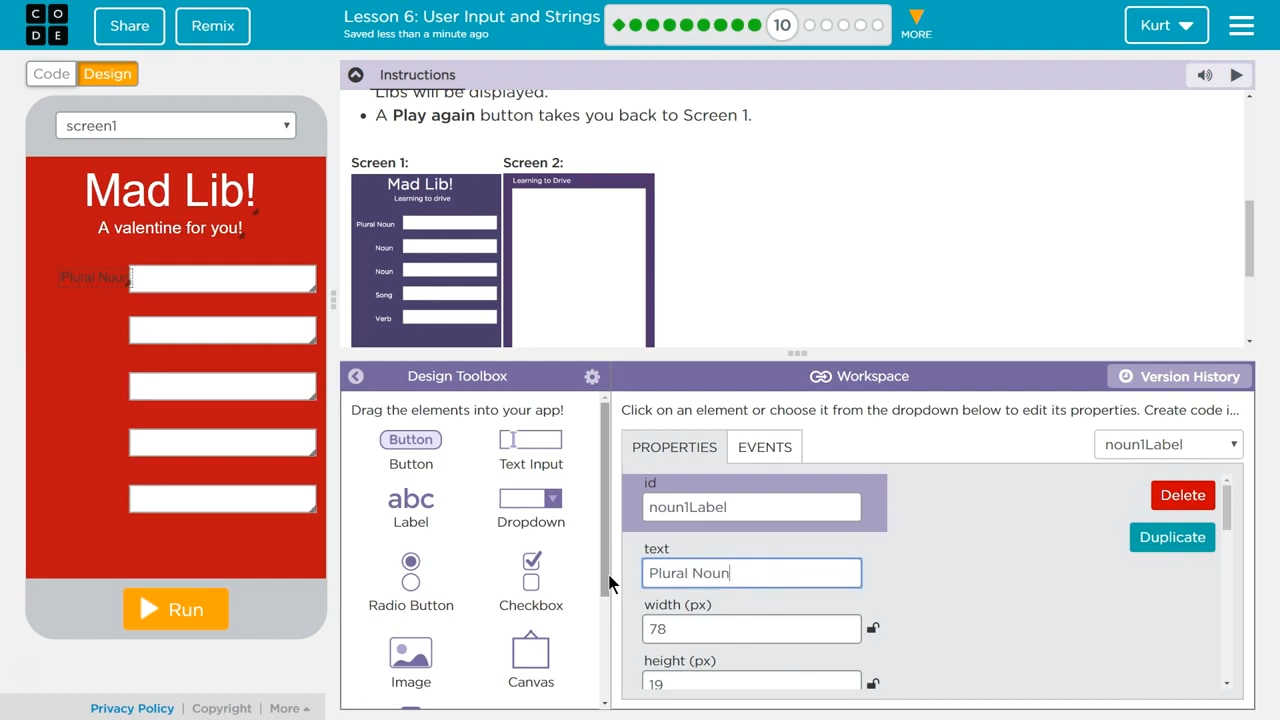 C O
D E
Share
Remix
Lesson 6: User Input and Strings
Saved less than a minute ago
10
MORE
Kurt
Code
Design
Instructions
Libs will be displayed.
• A Play again button takes you back to Screen 1.
screen1
Screen 1:
Screen 2:
Mad Lib!
A valentine for you!
Plural Noun
Mad Lib!
Learning to drive
Plural Noun
Noun
Noun
Song
Verb
Learning to Drive
Run
Design Toolbox
Workspace
Version History
Drag the elements into your app!
Click on an element or choose it from the dropdown below to edit its properties. Create code i...
Button
Button
Text Input
abc
Label
Dropdown
Radio Button
Checkbox
Image
Canvas
PROPERTIES
EVENTS
noun1Label
id
noun1Label
Delete
Duplicate
text
Plural Noun
width (px)
78
height (px)
19
Privacy Policy | Copyright | More